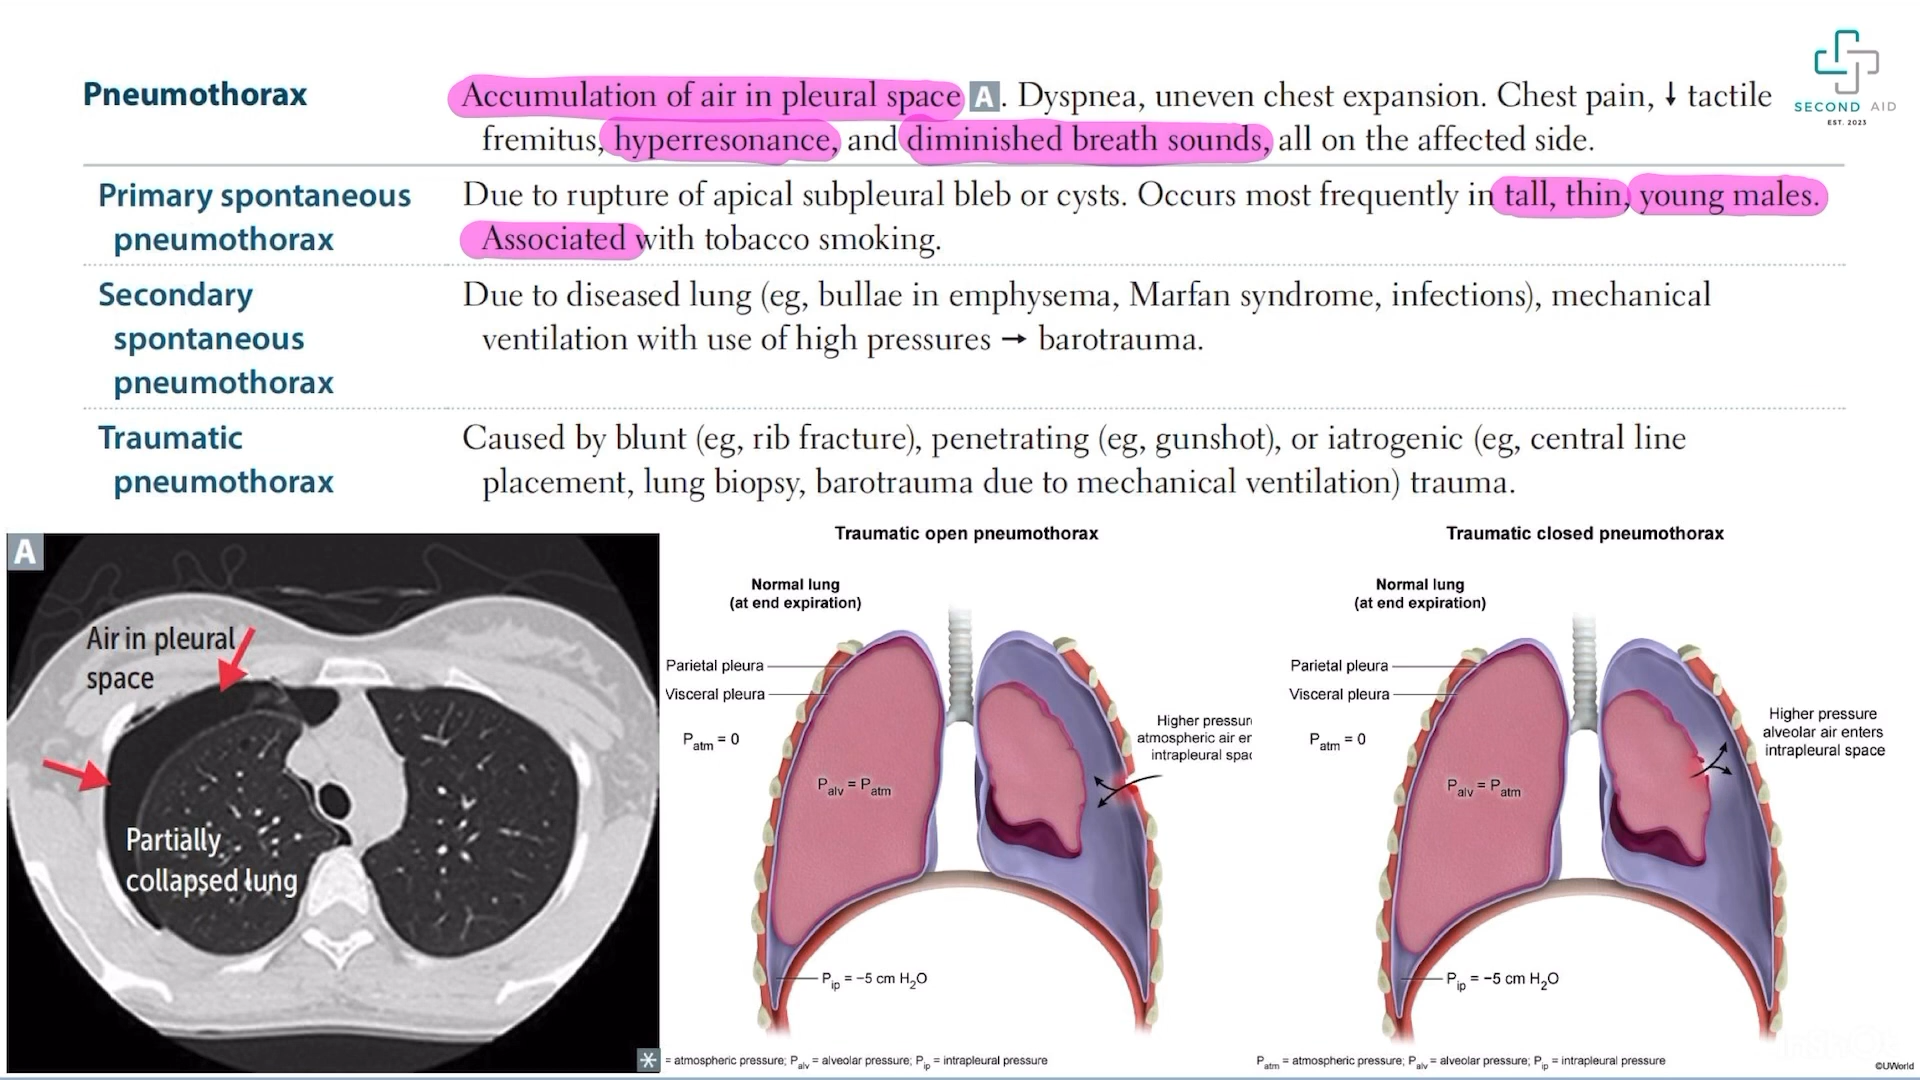 Pneumothorax
Accumulation of air in pleural space A. Dyspnea, uneven chest expansion. Chest pain, ↓ tactile
fremitus, hyperresonance, and diminished breath sounds, all on the affected side.
SECOND AID
EST. 2023
Primary spontaneous
pneumothorax
Due to rupture of apical subpleural bleb or cysts. Occurs most frequently in tall, thin, young males.
Associated with tobacco smoking.
Secondary
spontaneous
pneumothorax
Due to diseased lung (eg, bullae in emphysema, Marfan syndrome, infections), mechanical
ventilation with use of high pressures → barotrauma.
Traumatic
pneumothorax
Caused by blunt (eg, rib fracture), penetrating (eg, gunshot), or iatrogenic (eg, central line
placement, lung biopsy, barotrauma due to mechanical ventilation) trauma.
A
Air in pleural
space
Partially
collapsed lung
*
Traumatic open pneumothorax
Normal lung
(at end expiration)
Parietal pleura
Visceral pleura
Patm = 0
Palv = Patm
Higher
atmospheric air
intrapleural
Pip = −5 cm H2O
= atmospheric pressure; Palv = alveolar pressure; Pip = intrapleural pressure
Traumatic closed pneumothorax
Normal lung
(at end expiration)
Parietal pleura
Visceral pleura
Patm = 0
Palv = Patm
Higher pressure
alveolar air enters
intrapleural space
Pip = −5 cm H2O
Patm = atmospheric pressure; Palv = alveolar pressure; Pip = intrapleural pressure
©UWorld